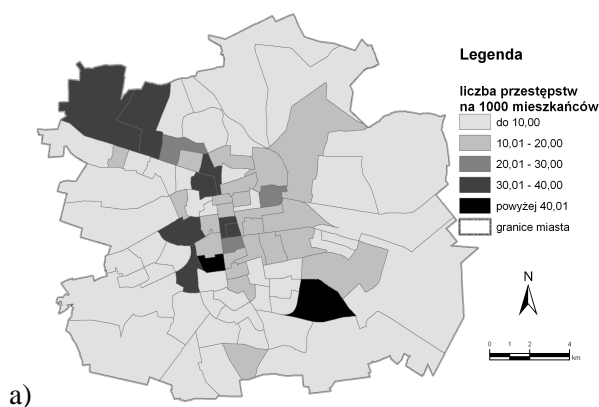 Legenda
liczba przestępstw
na 1000 mieszkańców
do 10,00
10,01 - 20,00
20,01 - 30,00
30,01 - 40,00
powyżej 40,01
granice miasta
N
0 1 2 4
km
a)